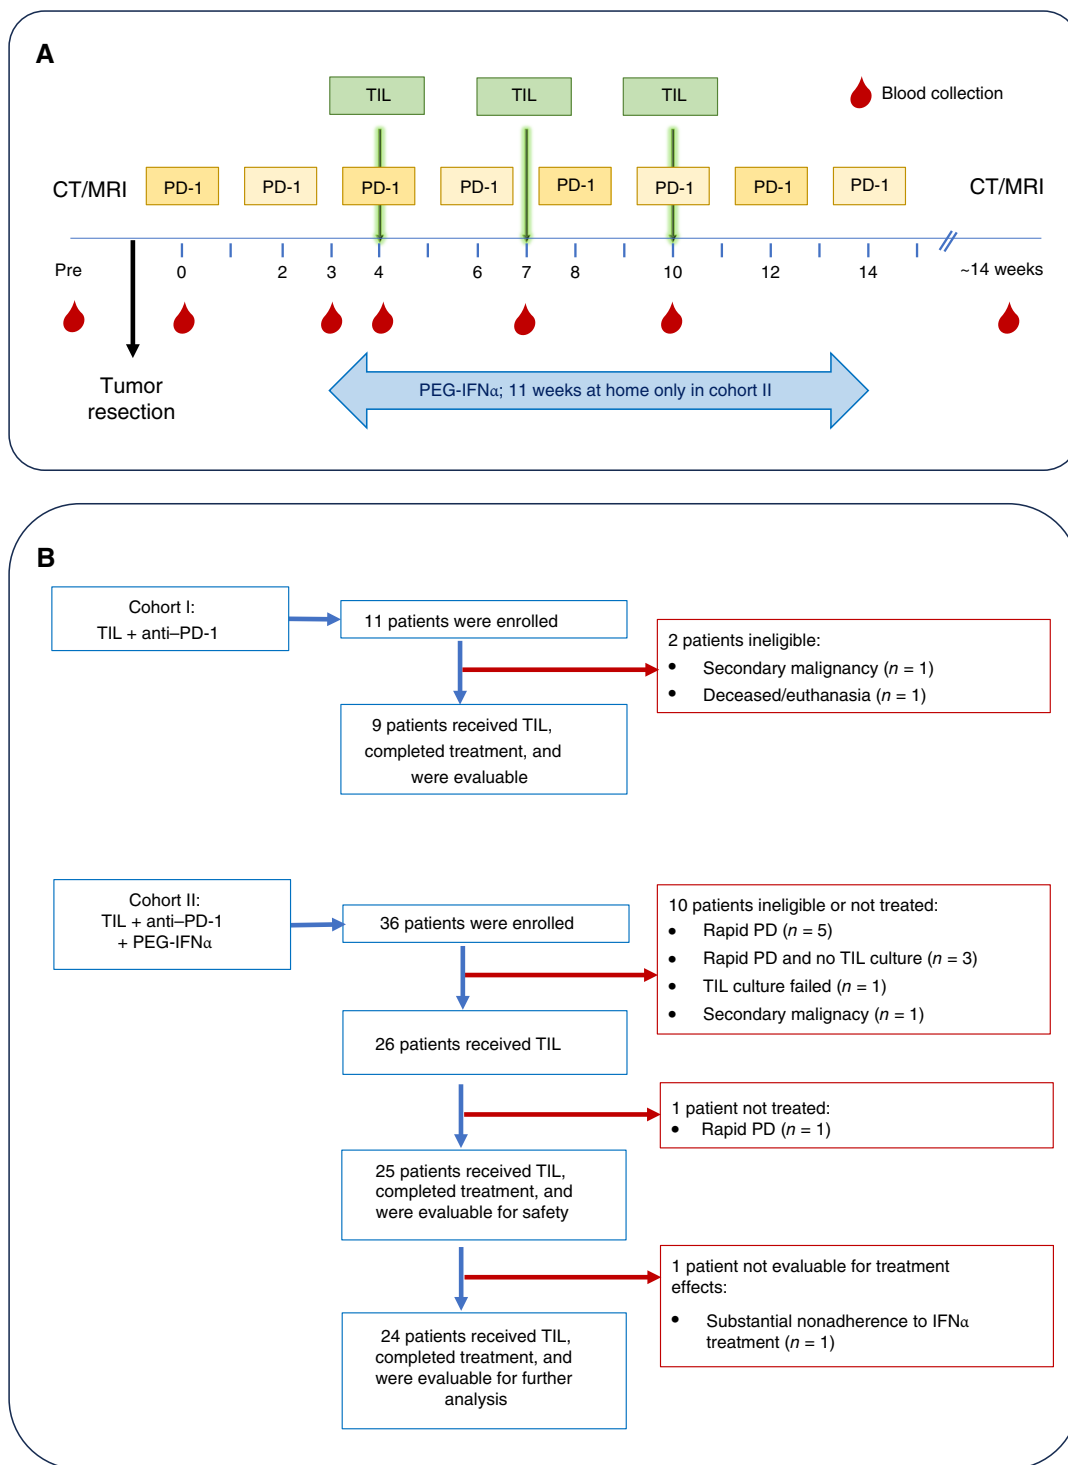 A
TIL
TIL
TIL
Blood collection
CT/MRI
PD-1
PD-1
PD-1
PD-1
PD-1
PD-1
PD-1
PD-1
CT/MRI
Pre
0
2
3
4
6
7
8
10
12
14
~14 weeks
Tumor
resection
PEG-IFNα; 11 weeks at home only in cohort II
B
Cohort I:
TIL + anti–PD-1
11 patients were enrolled
2 patients ineligible:
• Secondary malignancy (n = 1)
• Deceased/euthanasia (n = 1)
9 patients received TIL,
completed treatment, and
were evaluable
Cohort II:
TIL + anti–PD-1
+ PEG-IFNα
36 patients were enrolled
10 patients ineligible or not treated:
• Rapid PD (n = 5)
• Rapid PD and no TIL culture (n = 3)
• TIL culture failed (n = 1)
• Secondary malignacy (n = 1)
26 patients received TIL
1 patient not treated:
• Rapid PD (n = 1)
25 patients received TIL,
completed treatment, and
were evaluable for safety
1 patient not evaluable for treatment
effects:
• Substantial nonadherence to IFNα
treatment (n = 1)
24 patients received TIL,
completed treatment, and
were evaluable for further
analysis